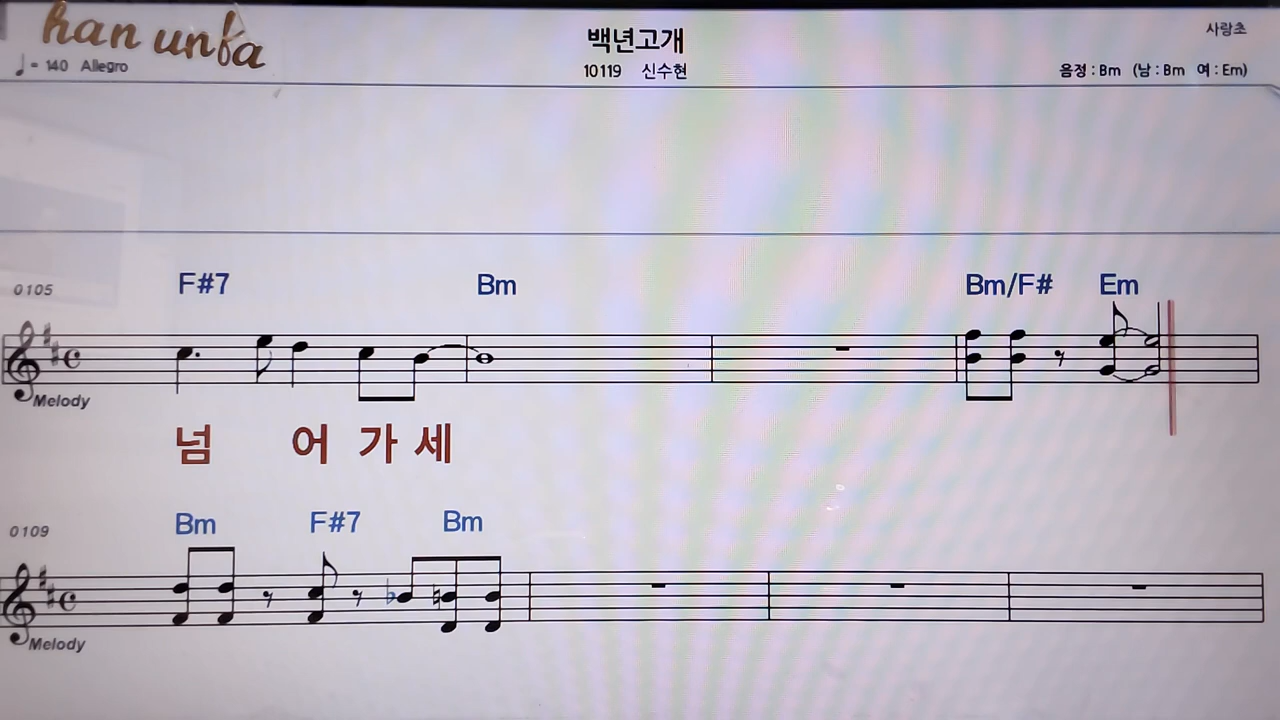 han unfa
♩= 140 Allegro
백년고개
10119 신수현
사랑초
음정 : Bm (남 : Bm 여 : Em)
0105
F#7 Bm Bm/F# Em
Melody
넘 어 가 세
0109
Bm F#7 Bm
Melody